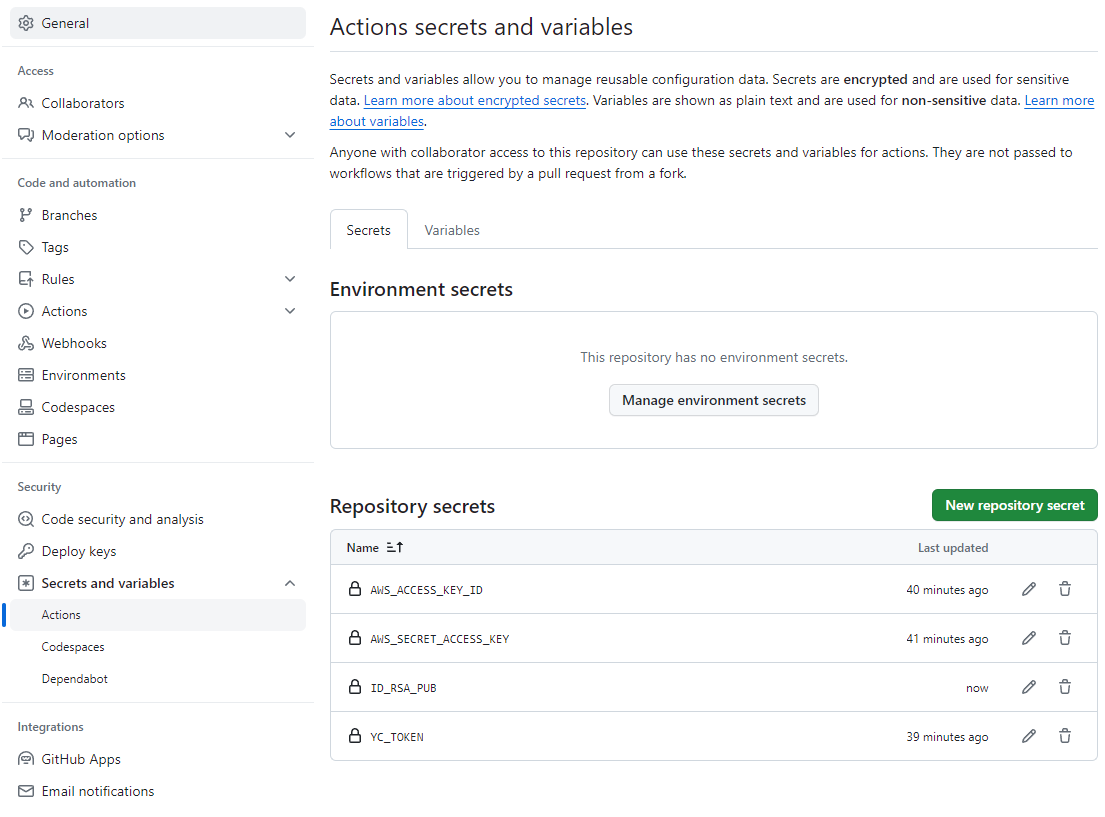 General
Access
Collaborators
Moderation options
Code and automation
Branches
Tags
Rules
Actions
Webhooks
Environments
Codespaces
Pages
Security
Code security and analysis
Deploy keys
Secrets and variables
Actions
Codespaces
Dependabot
Integrations
GitHub Apps
Email notifications
Actions secrets and variables
Secrets and variables allow you to manage reusable configuration data. Secrets are encrypted and are used for sensitive
data. Learn more about encrypted secrets. Variables are shown as plain text and are used for non-sensitive data. Learn more
about variables.
Anyone with collaborator access to this repository can use these secrets and variables for actions. They are not passed to
workflows that are triggered by a pull request from a fork.
Secrets Variables
Environment secrets
This repository has no environment secrets.
Manage environment secrets
Repository secrets New repository secret
Name Last updated
AWS_ACCESS_KEY_ID 40 minutes ago
AWS_SECRET_ACCESS_KEY 41 minutes ago
ID_RSA_PUB now
YC_TOKEN 39 minutes ago